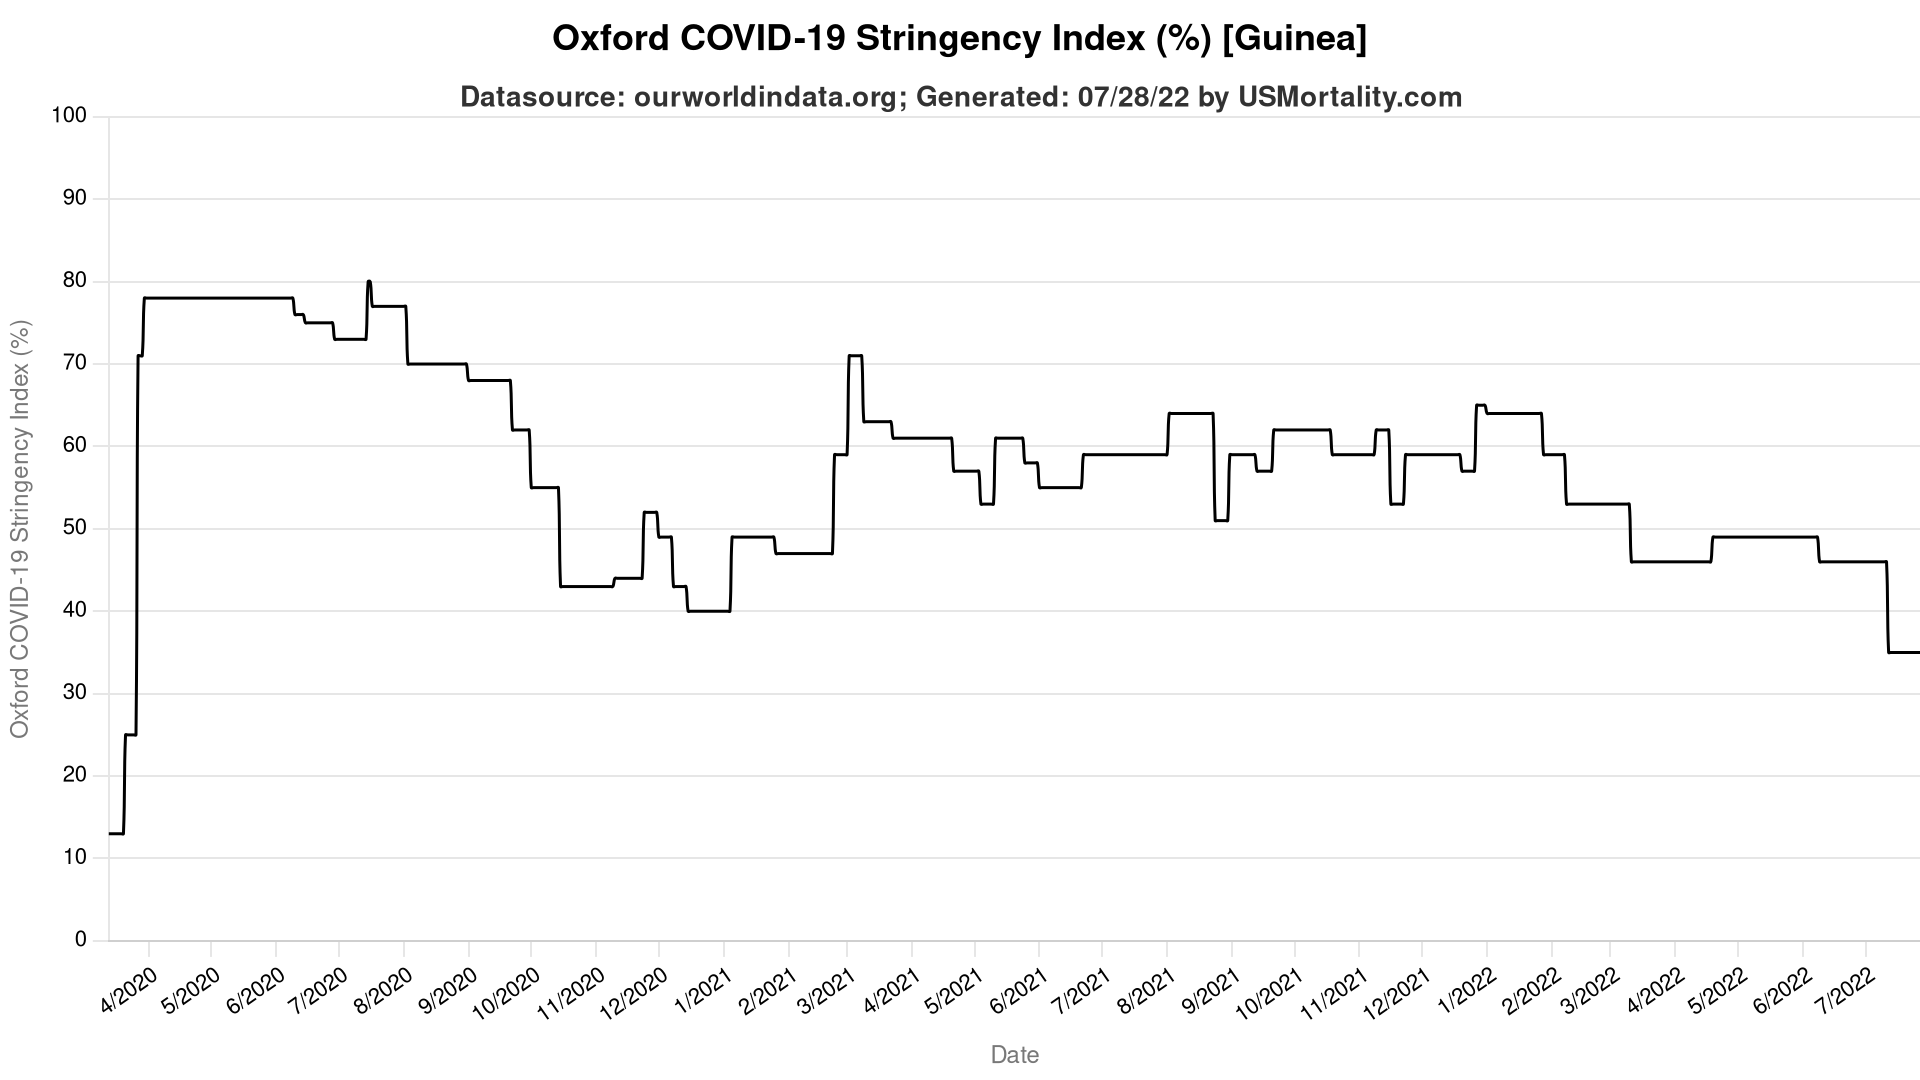 Oxford COVID-19 Stringency Index (%) [Guinea]
Datasource: ourworldindata.org; Generated: 07/28/22 by USMortality.com
Oxford COVID-19 Stringency Index (%)
100
90
80
70
60
50
40
30
20
10
0
4/2020 5/2020 6/2020 7/2020 8/2020 9/2020 10/2020 11/2020 12/2020 1/2021 2/2021 3/2021 4/2021 5/2021 6/2021 7/2021 8/2021 9/2021 10/2021 11/2021 12/2021 1/2022 2/2022 3/2022 4/2022 5/2022 6/2022 7/2022
Date